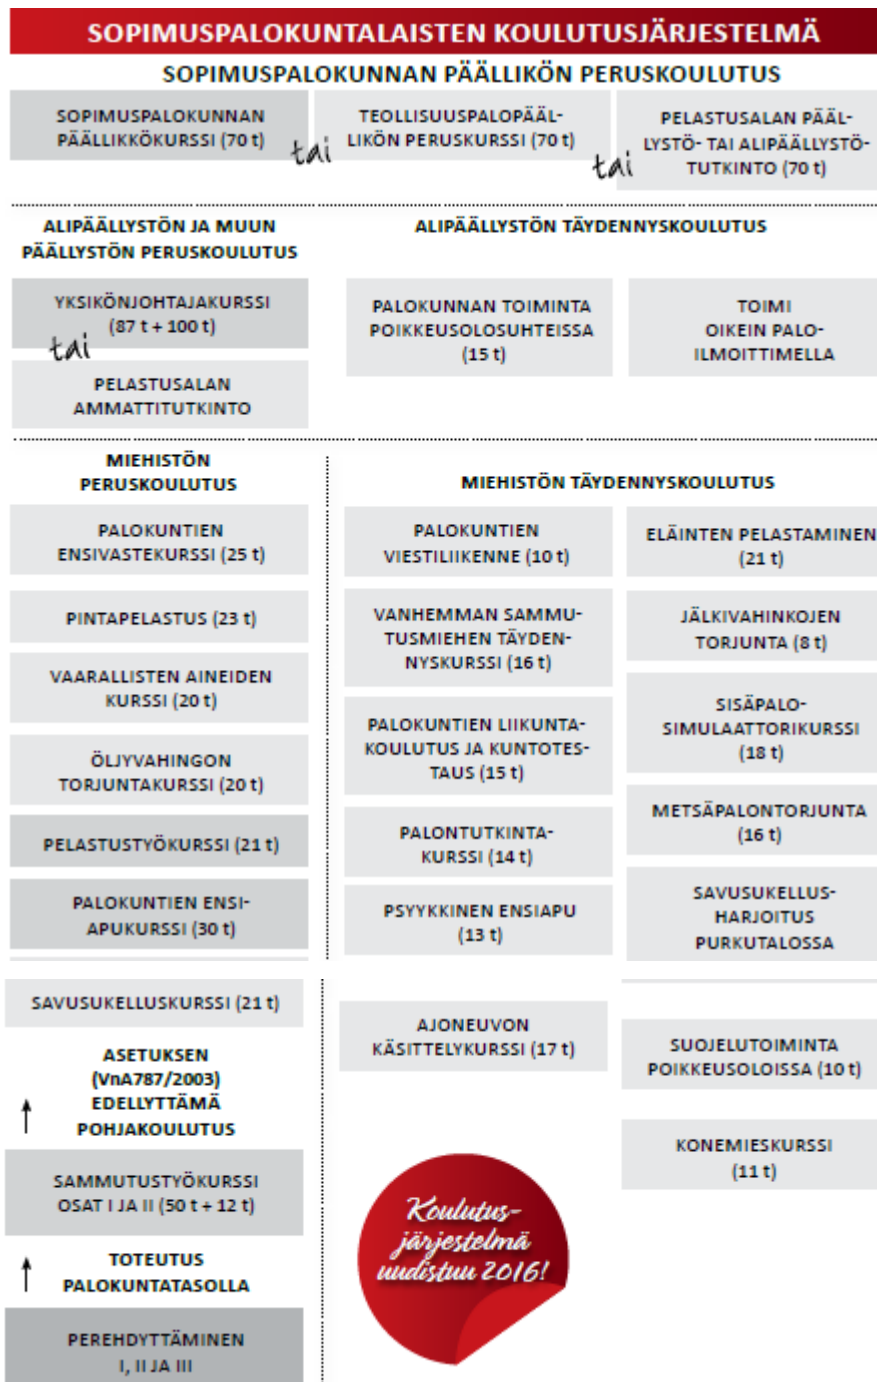 SOPIMUSPALOKUNTALAISTEN KOULUTUSJÄRJESTELMÄ
SOPIMUSPALOKUNNAN PÄÄLLIKÖN PERUSKOULUTUS
SOPIMUSPALOKUNNAN
PÄÄLLIKKÖKURSSI (70 t)
tai
TEOLLISUUSPALOPÄÄL-
LIKÖN PERUSKURSSI (70 t)
tai
PELASTUSALAN PÄÄL-
LYSTÖ- TAI ALIPÄÄLLYSTÖ-
TUTKINTO (70 t)
ALIPÄÄLLYSTÖN JA MUUN
PÄÄLLYSTÖN PERUSKOULUTUS
YKSIKÖNJOHTAJAKURSSI
(87 t + 100 t)
tai
PELASTUSALAN
AMMATTITUTKINTO
ALIPÄÄLLYSTÖN TÄYDENNYSKOULUTUS
PALOKUNNAN TOIMINTA
POIKKEUSOLOSUHTEISSA
(15 t)
TOIMI
OIKEIN PALO-
ILMOITTIMELLA
MIEHISTÖN
PERUSKOULUTUS
PALOKUNTIEN
ENSIVASTEKURSSI (25 t)
PINTAPELASTUS (23 t)
VAARALLISTEN AINEIDEN
KURSSI (20 t)
ÖLJYVAHINGON
TORJUNTAKURSSI (20 t)
PELASTUSTYÖKURSSI (21 t)
PALOKUNTIEN ENSI-
APUKURSSI (30 t)
SAVUSUKELLUSKURSSI (21 t)
ASETUKSEN
(VnA787/2003)
EDELLYTTÄMÄ
POHJAKOULUTUS
SAMMUTUSTYÖKURSSI
OSAT I JA II (50 t + 12 t)
TOTEUTUS
PALOKUNTATASOLLA
PEREHDYTTÄMINEN
I, II JA III
MIEHISTÖN TÄYDENNYSKOULUTUS
PALOKUNTIEN
VIESTILIIKENNE (10 t)
VANHEMMAN SAMMU-
TUSMIEHEN TÄYDEN-
NYSKURSSI (16 t)
PALOKUNTIEN LIIKUNTA-
KOULUTUS JA KUNTOTES-
TAUS (15 t)
PALONTUTKINTA-
KURSSI (14 t)
PSYYKKINEN ENSIAPU
(13 t)
AJONEUVON
KÄSITTELYKURSSI (17 t)
ELÄINTEN PELASTAMINEN
(21 t)
JÄLKIVAHINKOJEN
TORJUNTA (8 t)
SISÄPALO-
SIMULAATTORIKURSSI
(18 t)
METSÄPALONTORJUNTA
(16 t)
SAVUSUKELLUS-
HARJOITUS
PURKUTALOSSA
SUOJELUTOIMINTA
POIKKEUSOLOISSA (10 t)
KONEMIESKURSSI
(11 t)
Koulutus-
järjestelmä
uudistuu 2016!